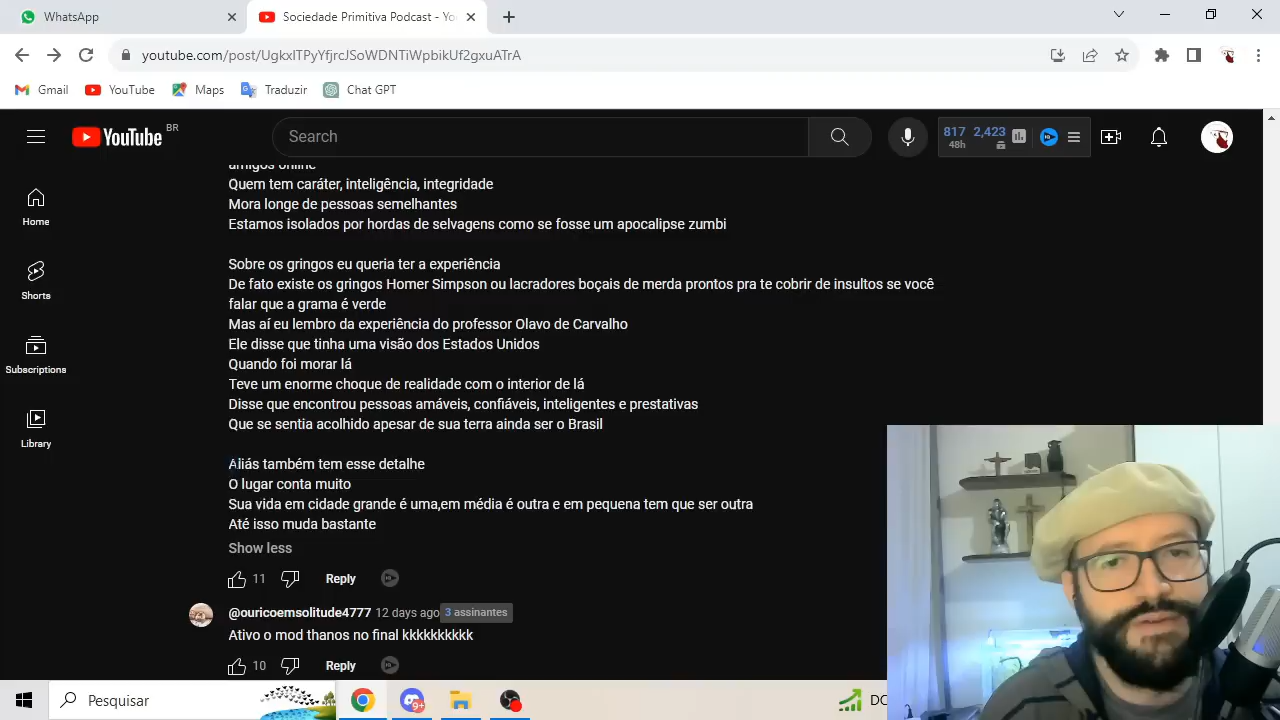 WhatsApp
Sociedade Primitiva Podcast - Yo
youtube.com/post/UgkxlTPyYfjrcJSoWDNTiWpbikUf2gxuATrA
Gmail
YouTube
Maps
Traduzir
Chat GPT
YouTube BR
Search
817 2,423
48h
amigos online
Quem tem caráter, inteligência, integridade
Mora longe de pessoas semelhantes
Estamos isolados por hordas de selvagens como se fosse um apocalipse zumbi
Sobre os gringos eu queria ter a experiência
De fato existe os gringos Homer Simpson ou lacradores boçais de merda prontos pra te cobrir de insultos se você
falar que a grama é verde
Mas aí eu lembro da experiência do professor Olavo de Carvalho
Ele disse que tinha uma visão dos Estados Unidos
Quando foi morar lá
Teve um enorme choque de realidade com o interior de lá
Disse que encontrou pessoas amáveis, confiáveis, inteligentes e prestativas
Que se sentia acolhido apesar de sua terra ainda ser o Brasil
Aliás também tem esse detalhe
O lugar conta muito
Sua vida em cidade grande é uma,em média é outra e em pequena tem que ser outra
Até isso muda bastante
Show less
11
Reply
@ouricoemsolitude4777 12 days ago 3 assinantes
Ativo o mod thanos no final kkkkkkkkkk
10
Reply
Home
Shorts
Subscriptions
Library
Pesquisar
9+